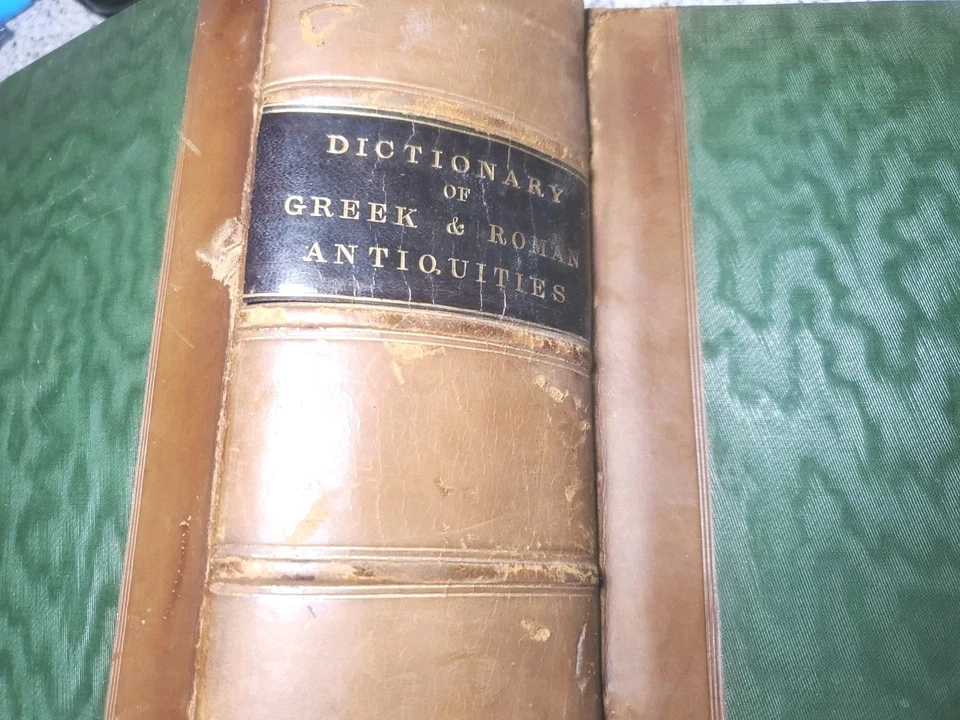 DICTIONARY
OF
GREEK & ROMAN
ANTIQUITIES